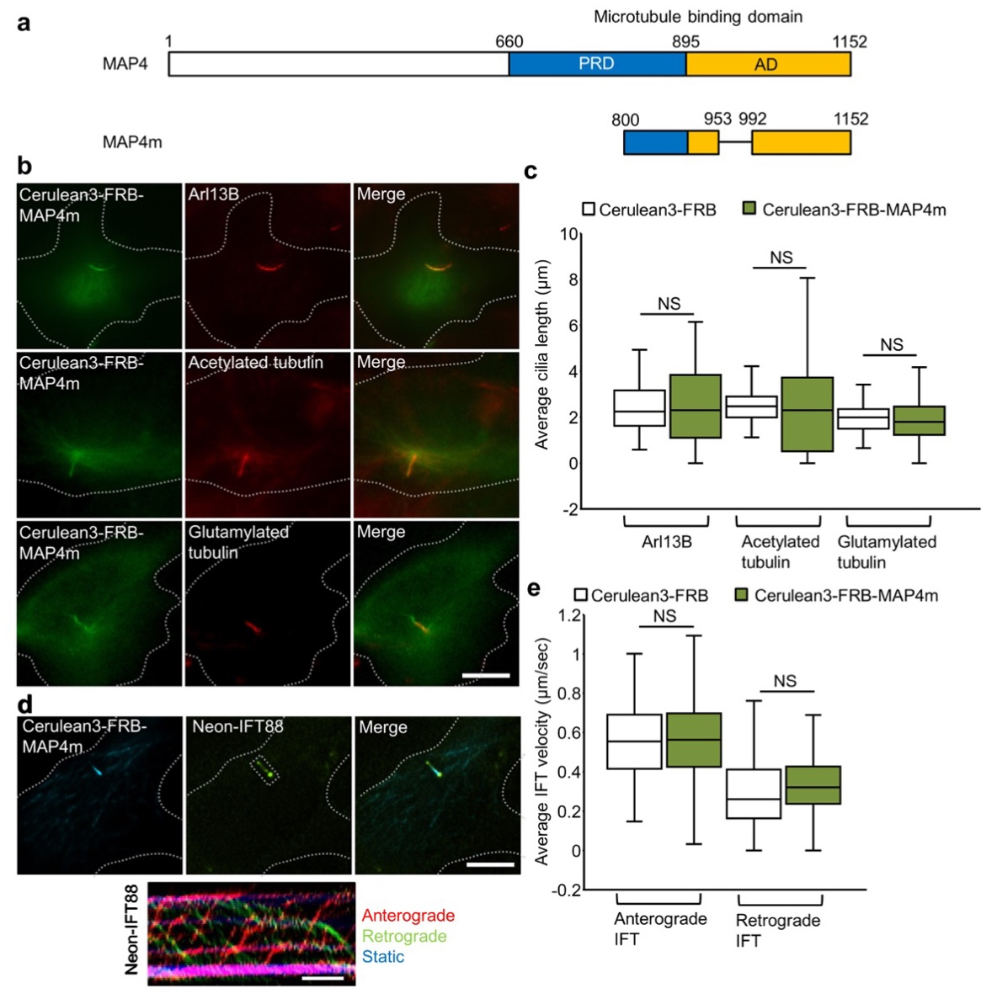 a
Microtubule binding domain
1 660 895 1152
MAP4 PRD AD
800 953 992 1152
MAP4m
b
Cerulean3-FRB-
MAP4m
Arl13B
Merge
Cerulean3-FRB-
MAP4m
Acetylated tubulin
Merge
Cerulean3-FRB-
MAP4m
Glutamylated
tubulin
Merge
c
Cerulean3-FRB Cerulean3-FRB-MAP4m
Average cilia length (μm)
10
8
6
4
2
0
-2
NS
NS
NS
Arl13B
Acetylated
tubulin
Glutamylated
tubulin
d
Cerulean3-FRB-
MAP4m
Neon-IFT88
Merge
Neon-IFT88
Anterograde
Retrograde
Static
e
Cerulean3-FRB Cerulean3-FRB-MAP4m
Average IFT velocity (μm/sec)
1.2
1
0.8
0.6
0.4
0.2
0
-0.2
NS
NS
Anterograde
IFT
Retrograde
IFT